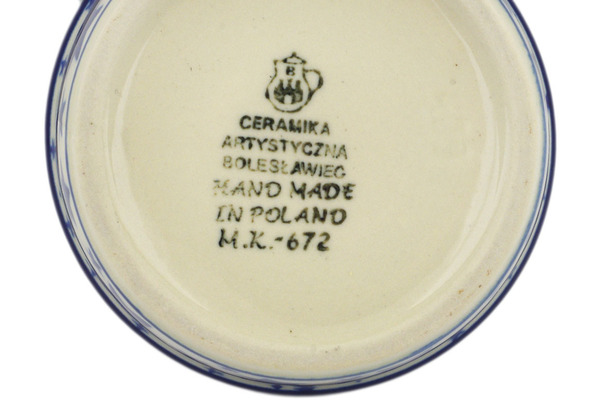 B
CERAMIKA
ARTYSTYCZNA
BOLESŁAWIEC
HAND MADE
IN POLAND
M.K.-672